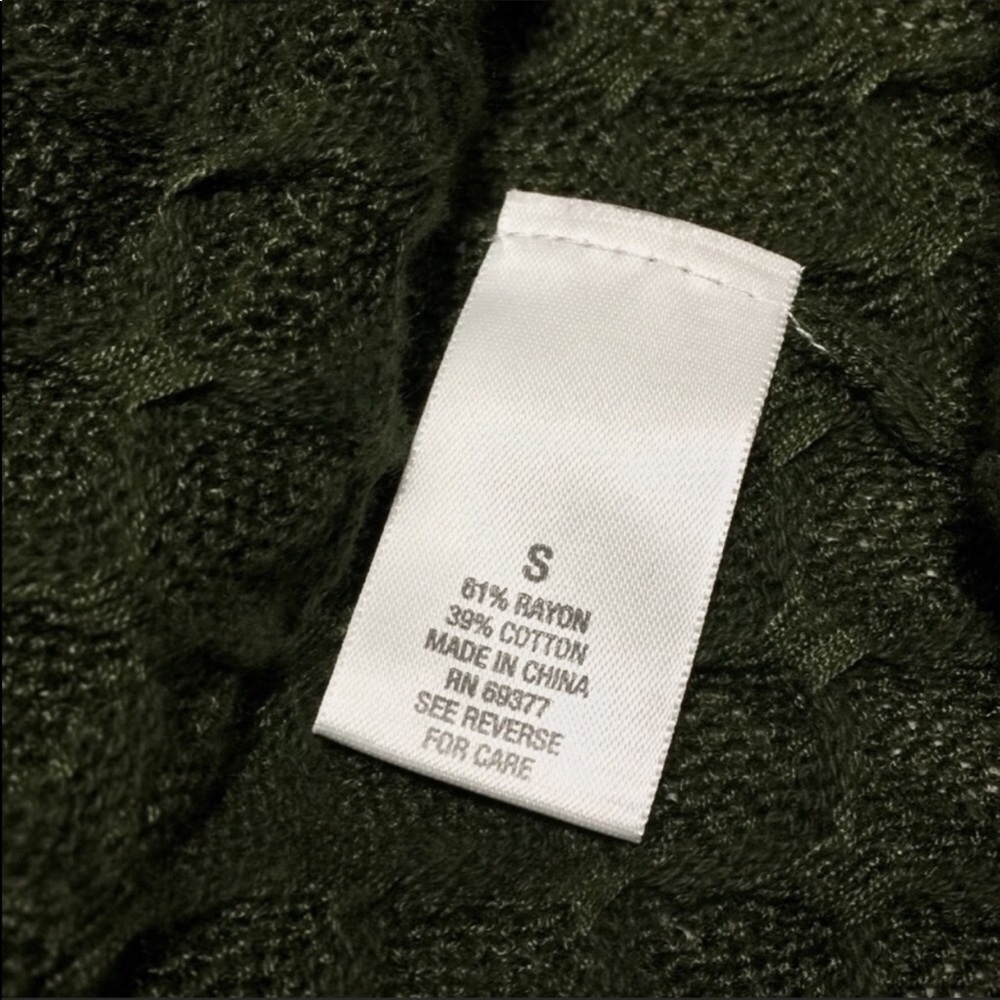 S
61% RAYON
39% COTTON
MADE IN CHINA
RN 69377
SEE REVERSE
FOR CARE